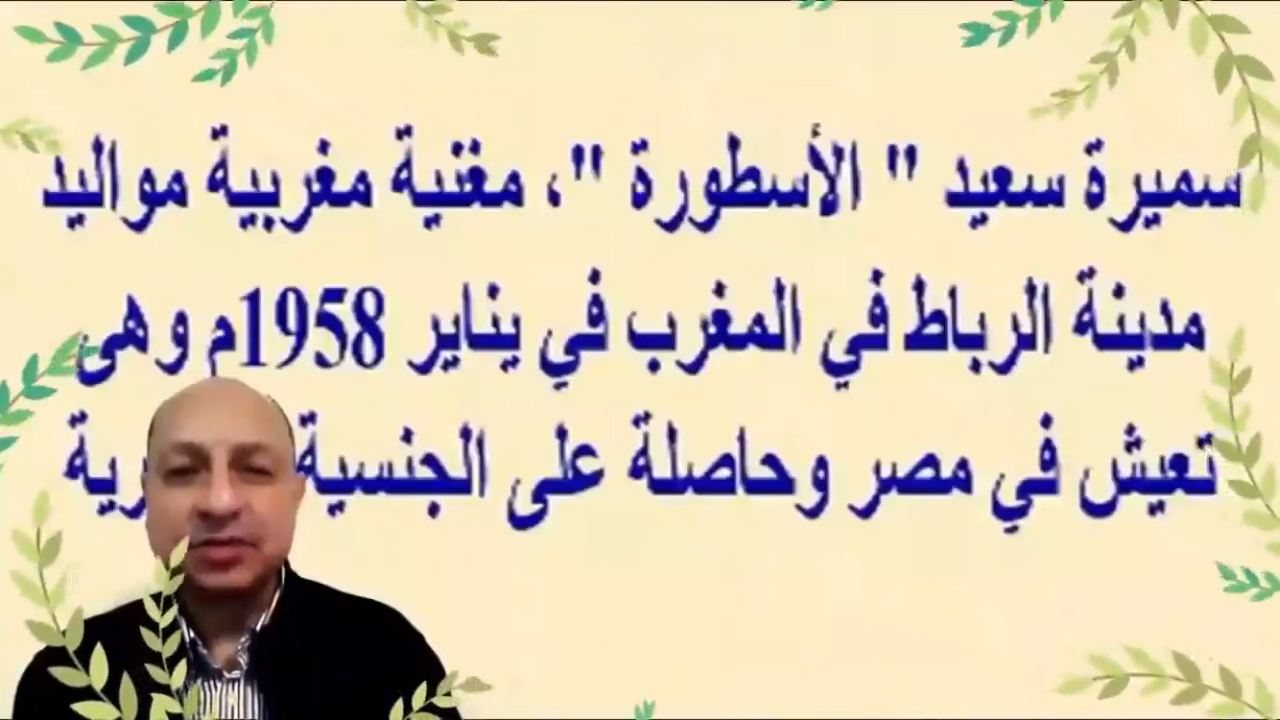 سميرة سعيد " الأسطورة "، مغنية مغربية مواليد
مدينة الرباط في المغرب في يناير 1958م وهى
تعيش في مصر وحاصلة على الجنسية